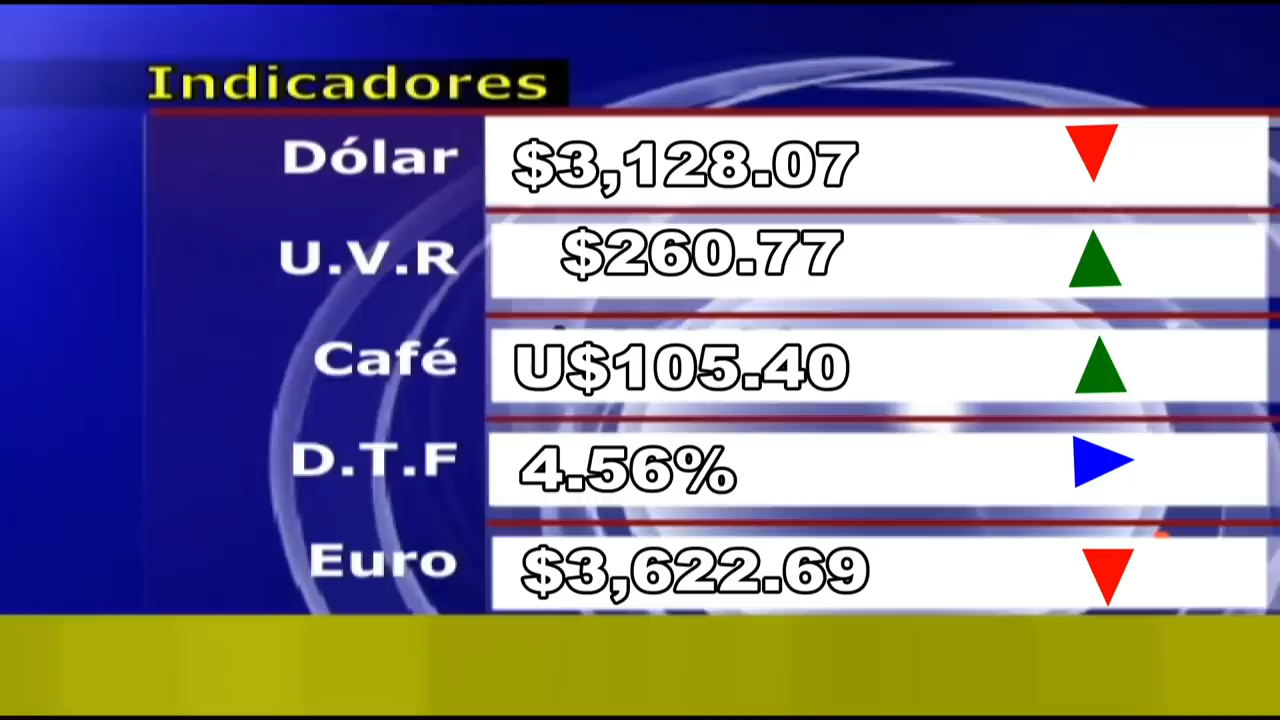 Indicadores
Dólar $3,128.07
U.V.R $260.77
Café U$105.40
D.T.F 4.56%
Euro $3,622.69